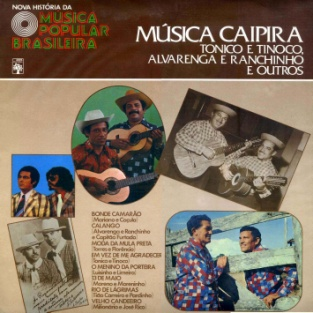 NOVA HISTÓRIA DA
MÚSICA
POPULAR
BRASILEIRA
MÚSICA CAIPIRA
TONICO E TINOCO,
ALVARENGA E RANCHINHO
E OUTROS
BONDE CAMARÃO
(Mariano e Caçula)
CALANGO
(Alvarenga e Ranchinho
e Capitão Furtado)
MODA DA MULA PRETA
(Torres e Florêncio)
EM VEZ DE ME AGRADECER
(Tonico e Tinoco)
O MENINO DA PORTEIRA
(Luizinho e Limeira)
13 DE MAIO
(Moreno e Moreninho)
RIO DE LÁGRIMAS
(Tião Carreiro e Pardinho)
VELHO CANDEEIRO
(Milionário e José Rico)